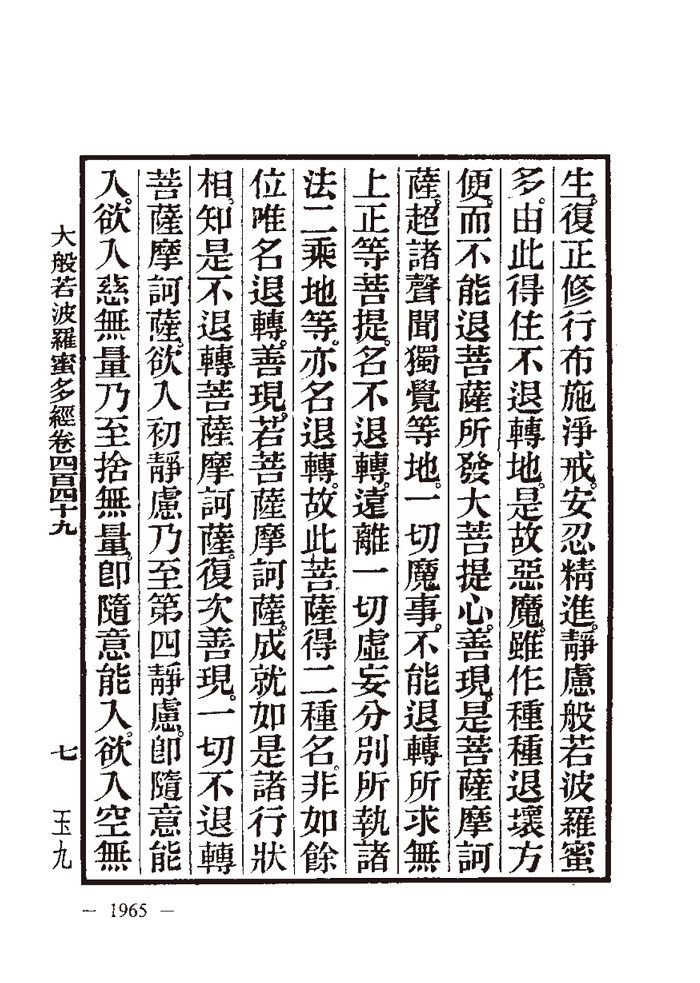 生。復正修行布施淨戒。安忍精進。靜慮般若波羅蜜
多。由此得住不退轉地。是故惡魔。雖作種種退壞方
便。而不能退菩薩所發大菩提心。善現。是菩薩摩訶
薩。超諸聲聞獨覺等地。一切魔事。不能退轉所求無
上正等菩提。名不退轉。遠離一切虛妄分別所執諸
法。二乘地等。亦名退轉。故此菩薩得二種名。非如餘
位唯名退轉。善現。若菩薩摩訶薩。成就如是諸行狀
相。知是不退轉菩薩摩訶薩。復次善現。一切不退轉
菩薩摩訶薩。欲入初靜慮乃至第四靜慮。卽隨意能
入。欲入慈無量乃至捨無量。卽隨意能入。欲入空無
大般若波羅蜜多經卷四百四十九 七 玉九
— 1965 —